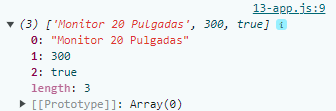 13-app.js:9
▼ (3) ['Monitor 20 Pulgadas', 300, true] i
0: "Monitor 20 Pulgadas"
1: 300
2: true
length: 3
▶ [[Prototype]]: Array(0)